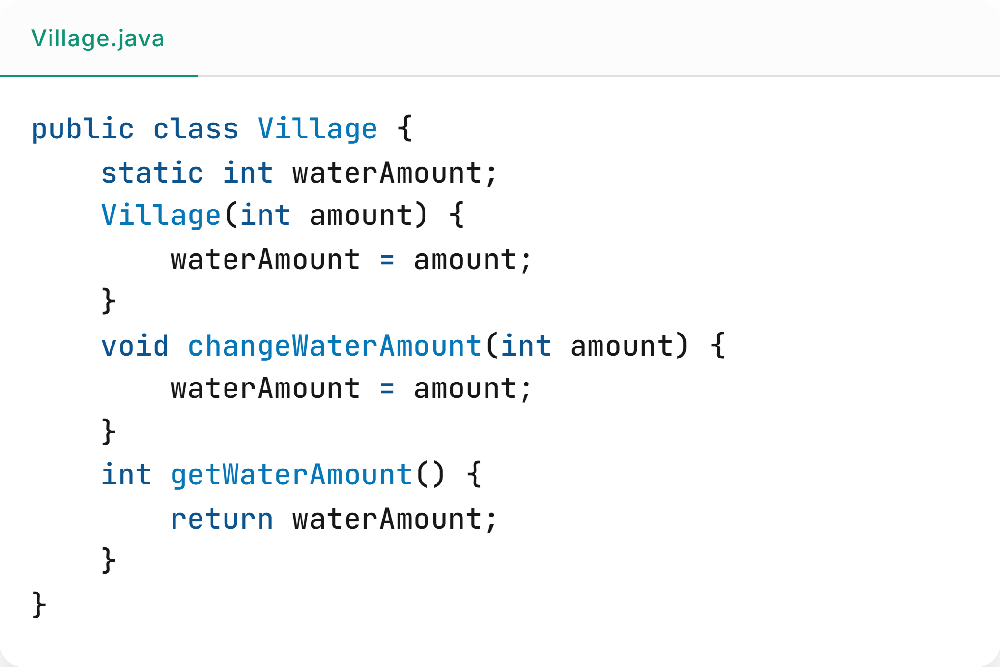 Village.java
public class Village {
    static int waterAmount;
    Village(int amount) {
        waterAmount = amount;
    }
    void changeWaterAmount(int amount) {
        waterAmount = amount;
    }
    int getWaterAmount() {
        return waterAmount;
    }
}